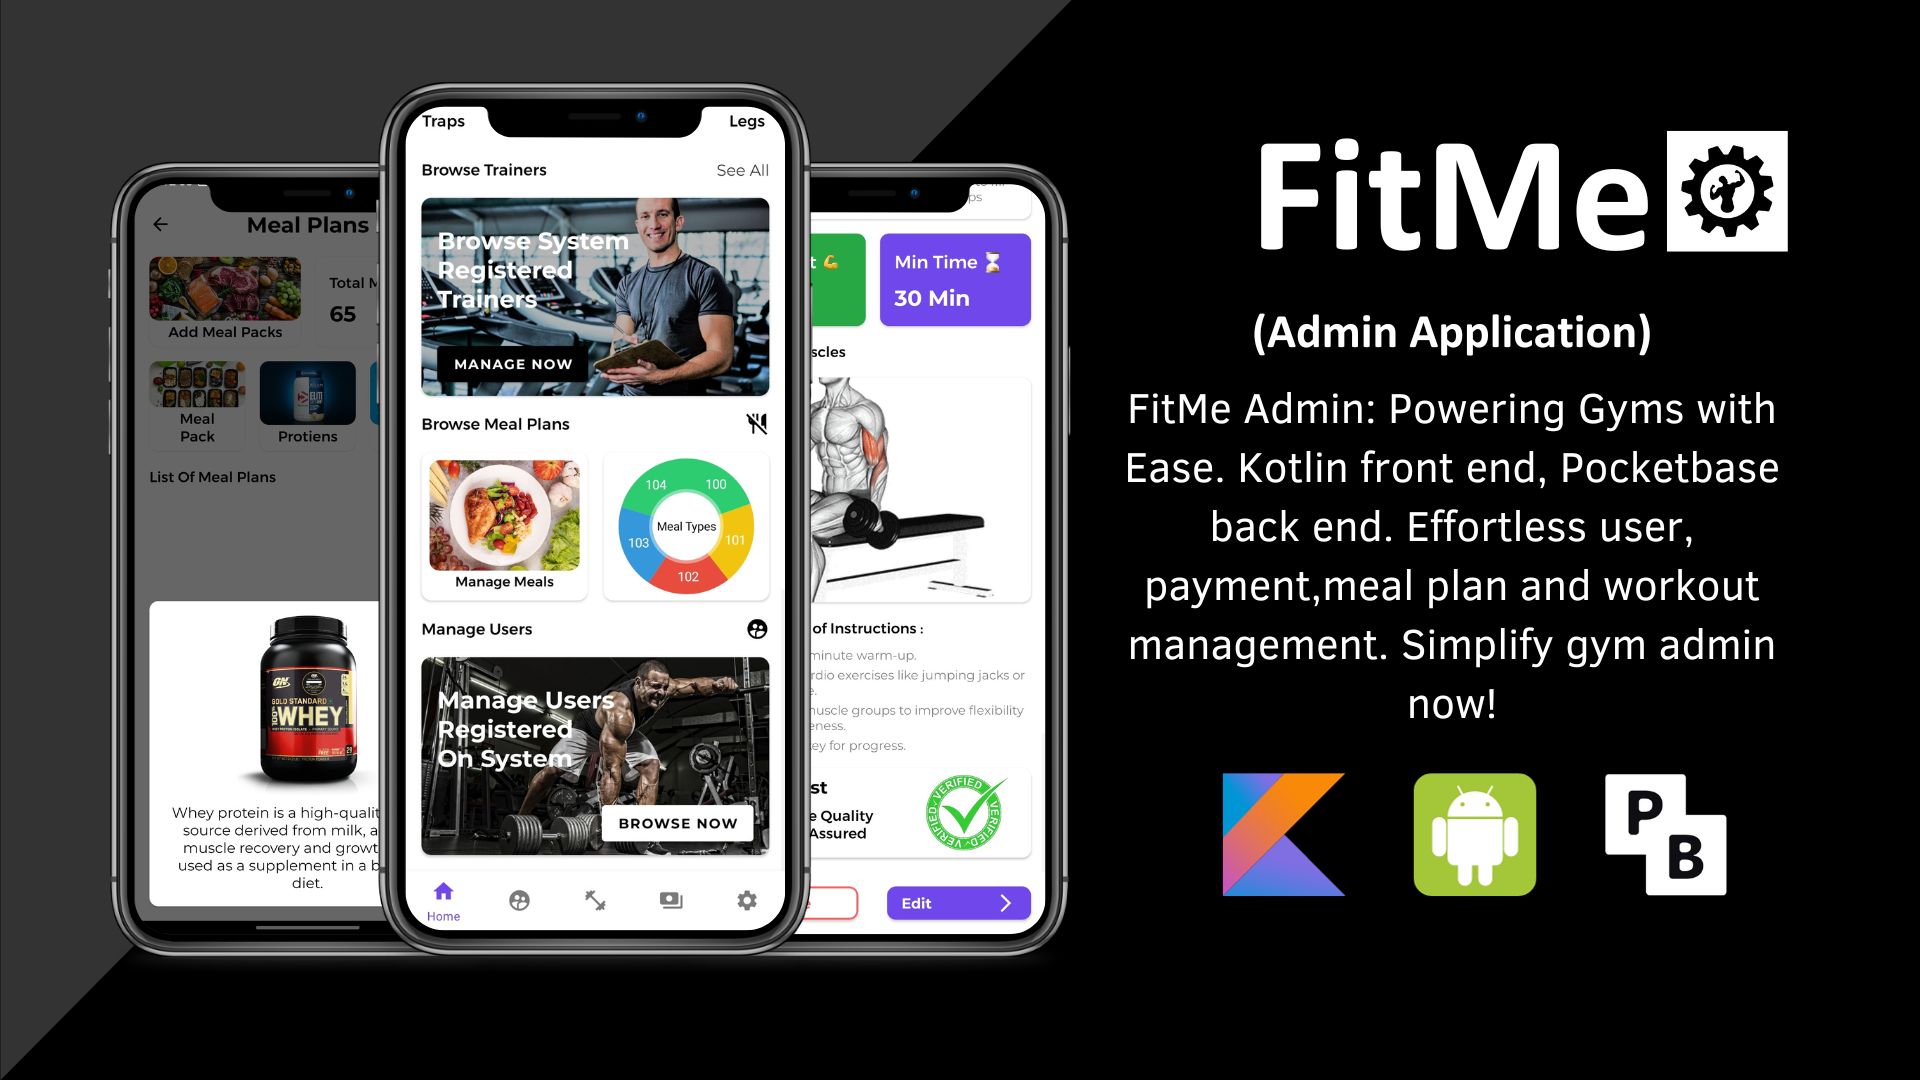 Meal Plans
Total M
65
Add Meal Packs
Meal
Pack
Protiens
List Of Meal Plans
ON
GOLD STANDARD
100%
WHEY
Whey protein is a high-qualit
source derived from milk, a
muscle recovery and growt
used as a supplement in a b
diet.
Traps
Legs
Browse Trainers
See All
Browse System
Registered
Trainers
MANAGE NOW
Browse Meal Plans
Manage Meals
104
100
Meal Types
103
101
102
Manage Users
Manage Users
Registered
On System
BROWSE NOW
Home
ps
t 💪
Min Time ⏳
30 Min
scles
of Instructions :
minute warm-up.
rdio exercises like jumping jacks or
e.
muscle groups to improve flexibility
eness.
key for progress.
st
e Quality
Assured
VERIFIED
VERIFIED
VERIFIED
e
Edit
FitMe
(Admin Application)
FitMe Admin: Powering Gyms with
Ease. Kotlin front end, Pocketbase
back end. Effortless user,
payment,meal plan and workout
management. Simplify gym admin
now!
P
B